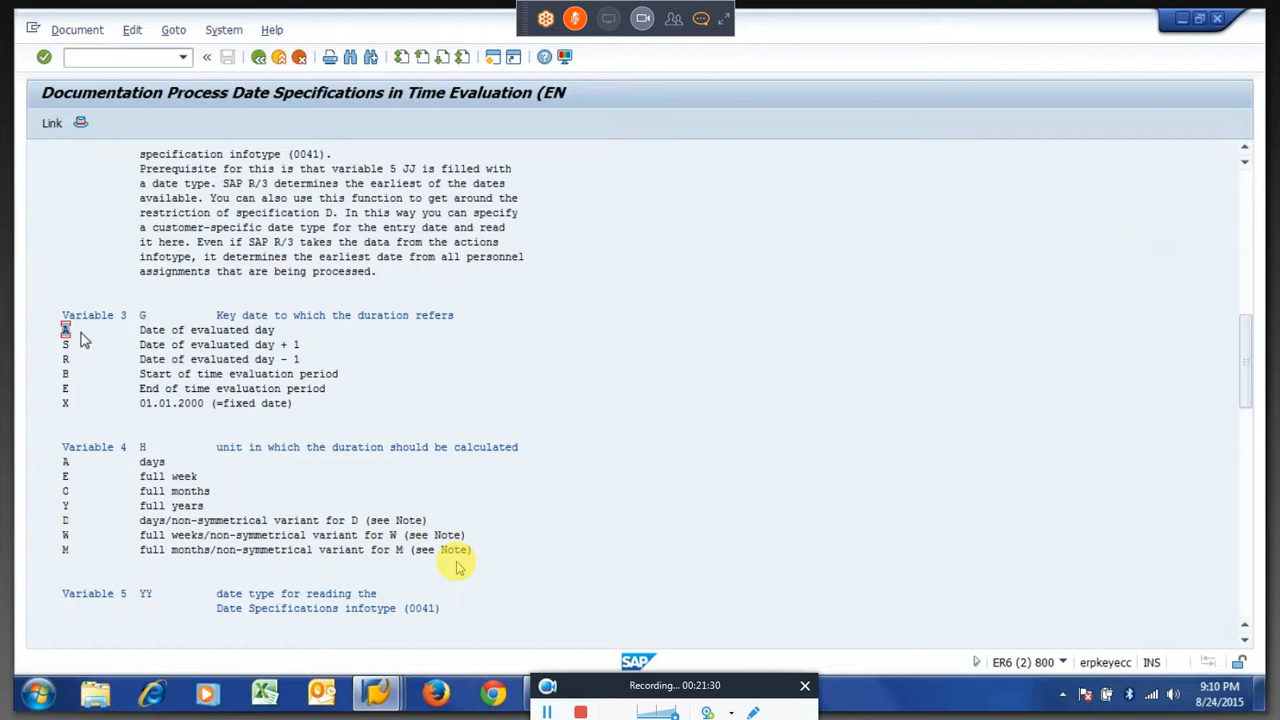 Document Edit Goto System Help
Documentation Process Date Specifications in Time Evaluation (EN
Link
specification infotype (0041).
Prerequisite for this is that variable 5 JJ is filled with
a date type. SAP R/3 determines the earliest of the dates
available. You can also use this function to get around the
restriction of specification D. In this way you can specify
a customer-specific date type for the entry date and read
it here. Even if SAP R/3 takes the data from the actions
infotype, it determines the earliest date from all personnel
assignments that are being processed.
Variable 3 G Key date to which the duration refers
A Date of evaluated day
S Date of evaluated day + 1
R Date of evaluated day - 1
B Start of time evaluation period
E End of time evaluation period
X 01.01.2000 (=fixed date)
Variable 4 H unit in which the duration should be calculated
A days
E full week
O full months
Y full years
D days/non-symmetrical variant for D (see Note)
W full weeks/non-symmetrical variant for W (see Note)
M full months/non-symmetrical variant for M (see Note)
Variable 5 YY date type for reading the
Date Specifications infotype (0041)
SAP
ER6 (2) 800 erpkeyecc INS
Recording... 00:21:30
9:10 PM
8/24/2015